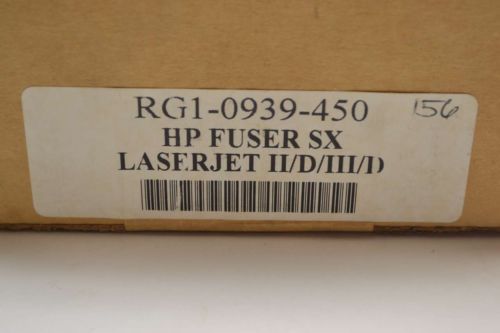 RG1-0939-450 156
HP FUSER SX
LASERJET II/D/III/D